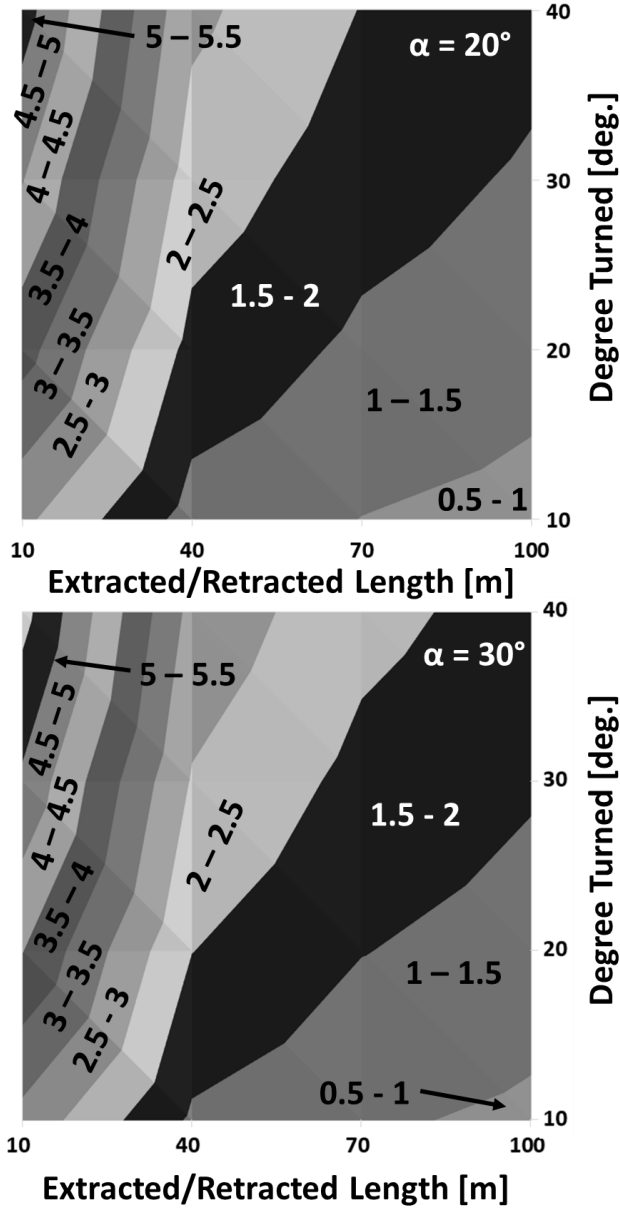 40
5 – 5.5
α = 20°
4.5 – 5
4 – 4.5
30
2 – 2.5
3.5 – 4
1.5 - 2
3 – 3.5
20
2.5 - 3
1 – 1.5
0.5 - 1
10
Degree Turned [deg.]
10 40 70 100
Extracted/Retracted Length [m]
40
α = 30°
5 – 5.5
4.5 – 5
30
4 – 4.5
2 – 2.5
1.5 - 2
3.5 – 4
20
3 – 3.5
1 – 1.5
2.5 - 3
0.5 - 1
10
Degree Turned [deg.]
10 40 70 100
Extracted/Retracted Length [m]